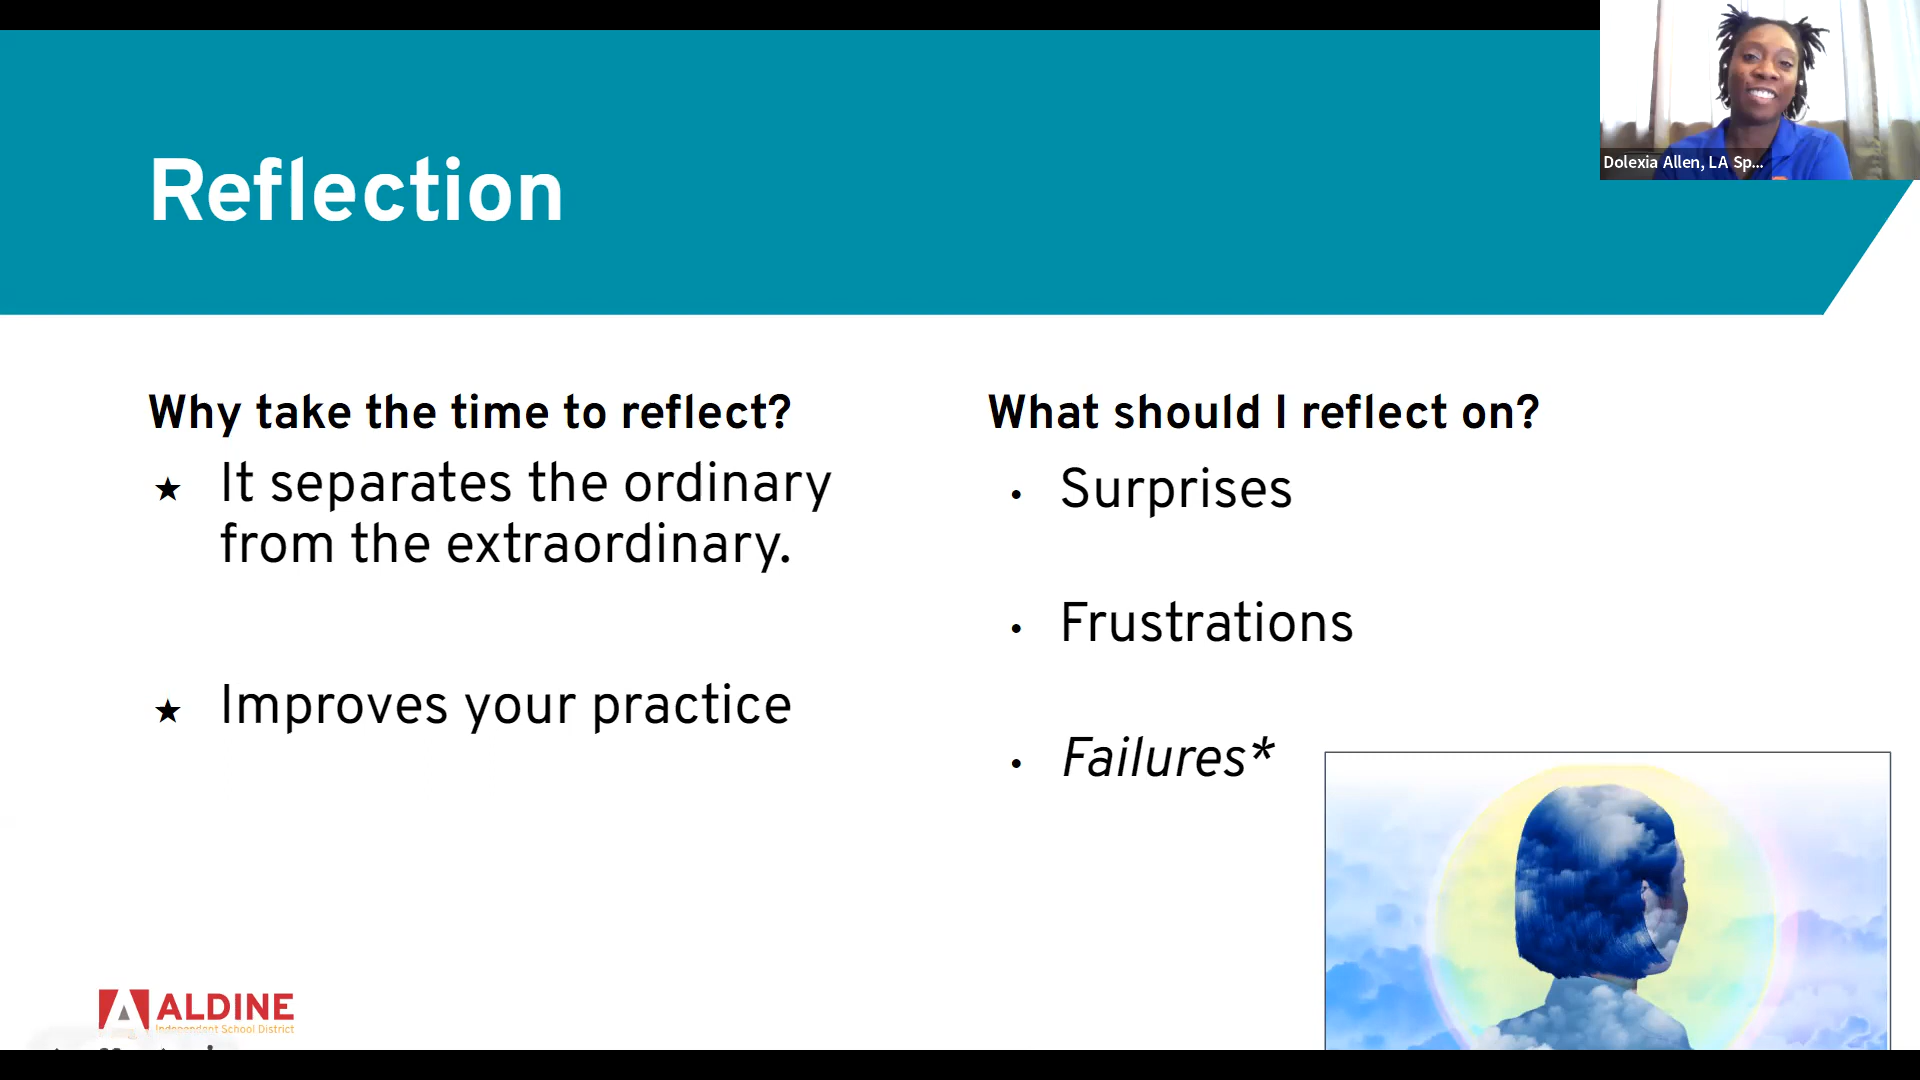 Dolexia Allen, LA Sp...
Reflection
Why take the time to reflect?
★ It separates the ordinary
from the extraordinary.
★ Improves your practice
What should I reflect on?
• Surprises
• Frustrations
• Failures*
ALDINE
Independent School District